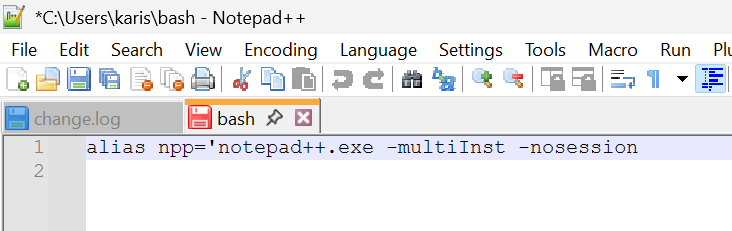 *C:\Users\karis\bash - Notepad++
File Edit Search View Encoding Language Settings Tools Macro Run Plu
change.log bash
1 alias npp='notepad++.exe -multiInst -nosession
2